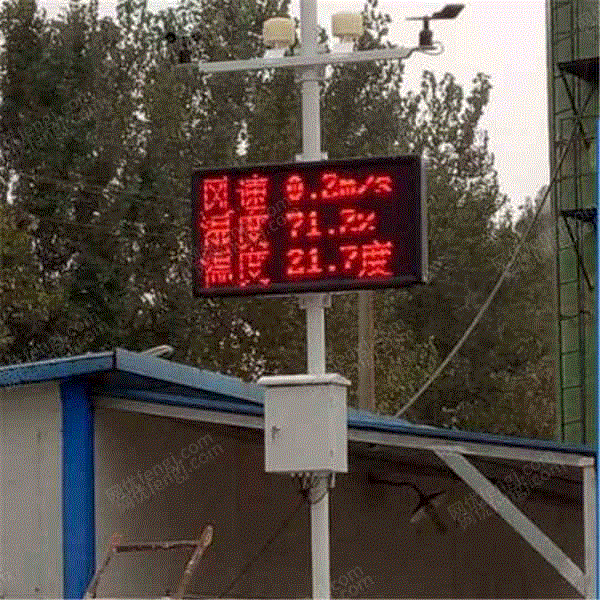 风速 0.2m/s
湿度 71.7%
温度 21.7度